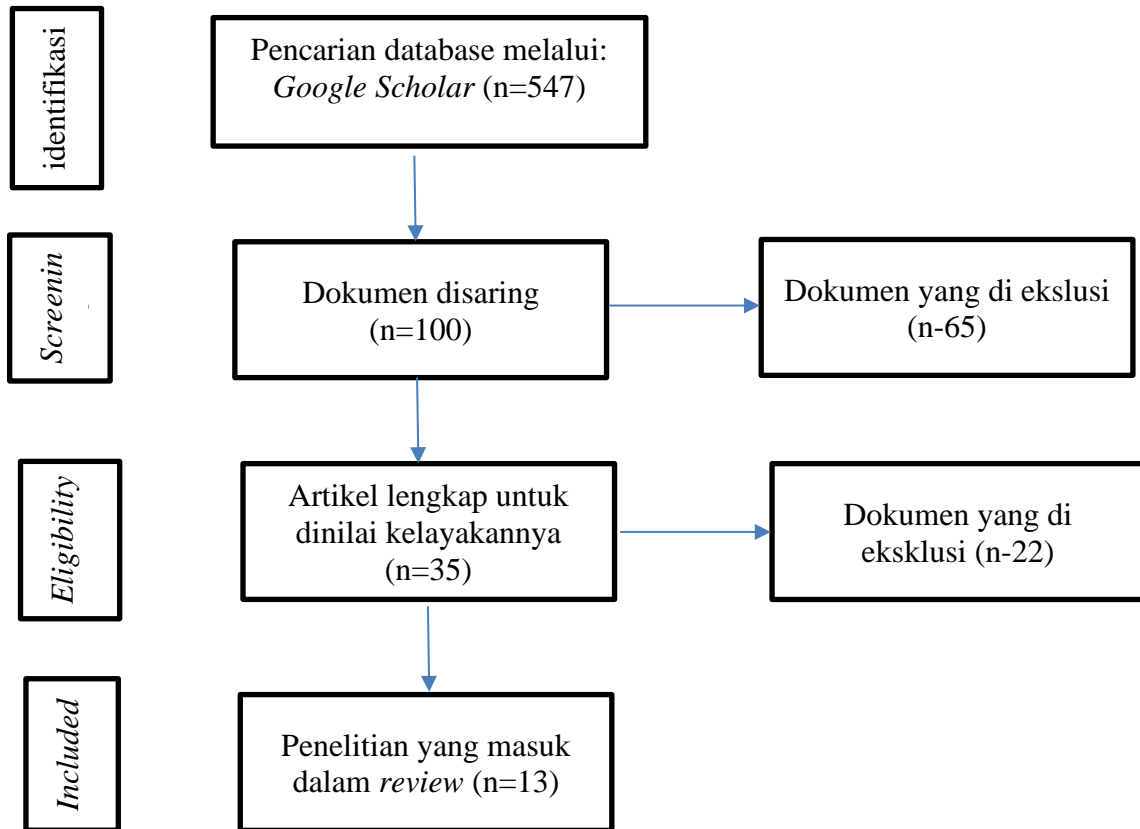 identifikasi
Pencarian database melalui:
Google Scholar (n=547)
Screenin
Dokumen disaring
(n=100)
Dokumen yang di ekslusi
(n-65)
Eligibility
Artikel lengkap untuk
dinilai kelayakannya
(n=35)
Dokumen yang di
eksklusi (n-22)
Included
Penelitian yang masuk
dalam review (n=13)